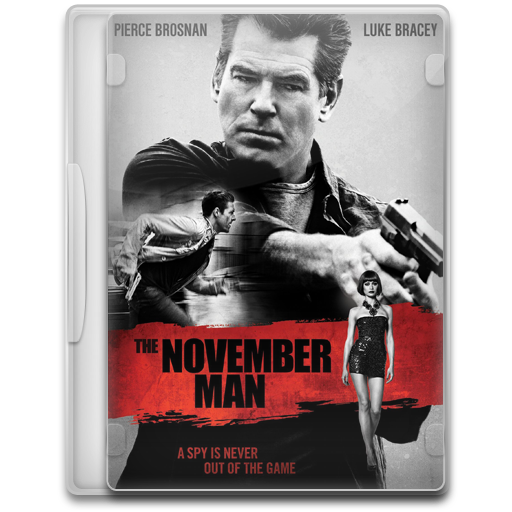 PIERCE BROSNAN LUKE BRACEY
THE NOVEMBER
MAN
A SPY IS NEVER
OUT OF THE GAME